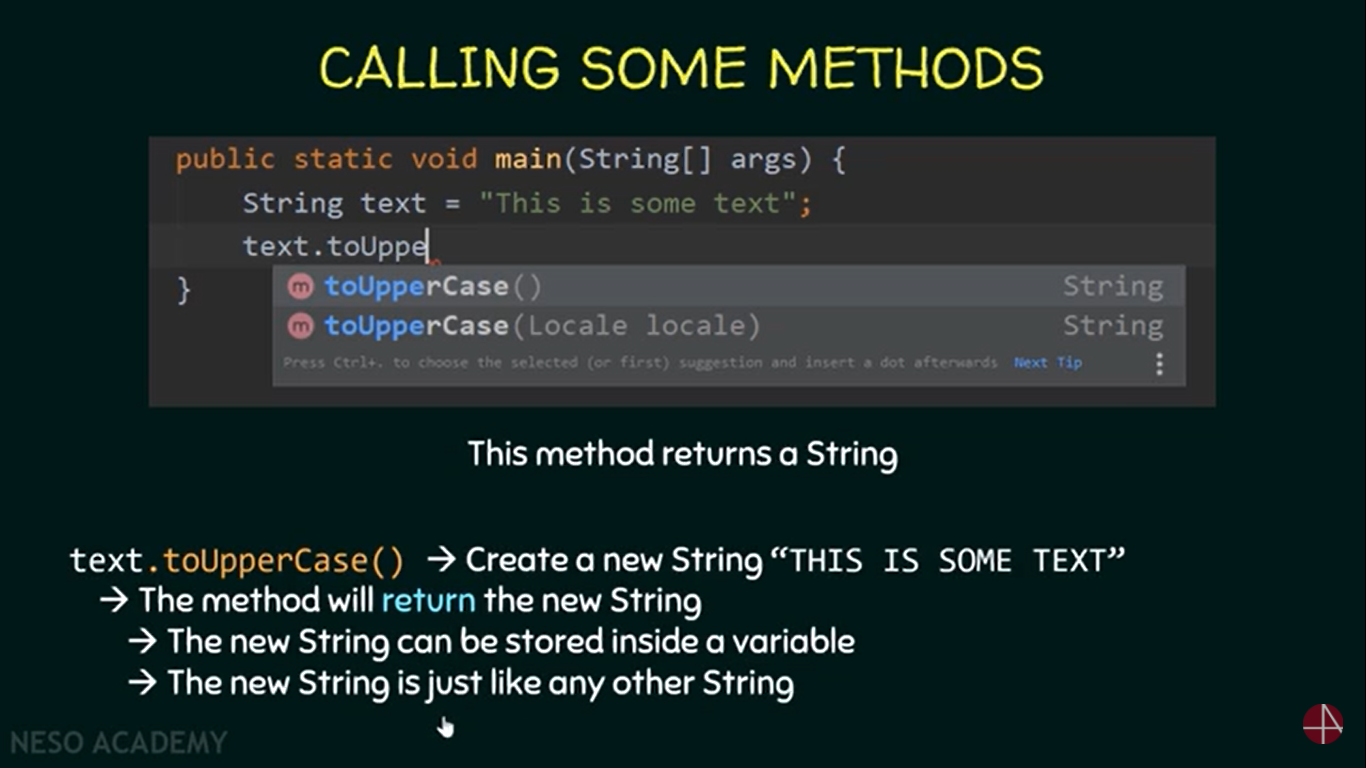 CALLING SOME METHODS
public static void main(String[] args) {
String text = "This is some text";
text.toUppe
}
m toUpperCase() String
m toUpperCase(Locale locale) String
Press Ctrl+. to choose the selected (or first) suggestion and insert a dot afterwards Next Tip
This method returns a String
text.toUpperCase() → Create a new String “THIS IS SOME TEXT”
→ The method will return the new String
→ The new String can be stored inside a variable
→ The new String is just like any other String
NESO ACADEMY